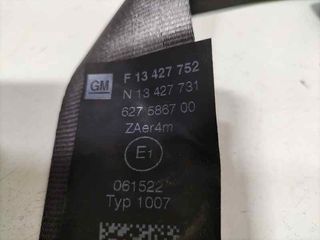 GM F 13 427 752
N 13 427 731
627 5867 00
ZAer4m
E1
061522
Typ 1007